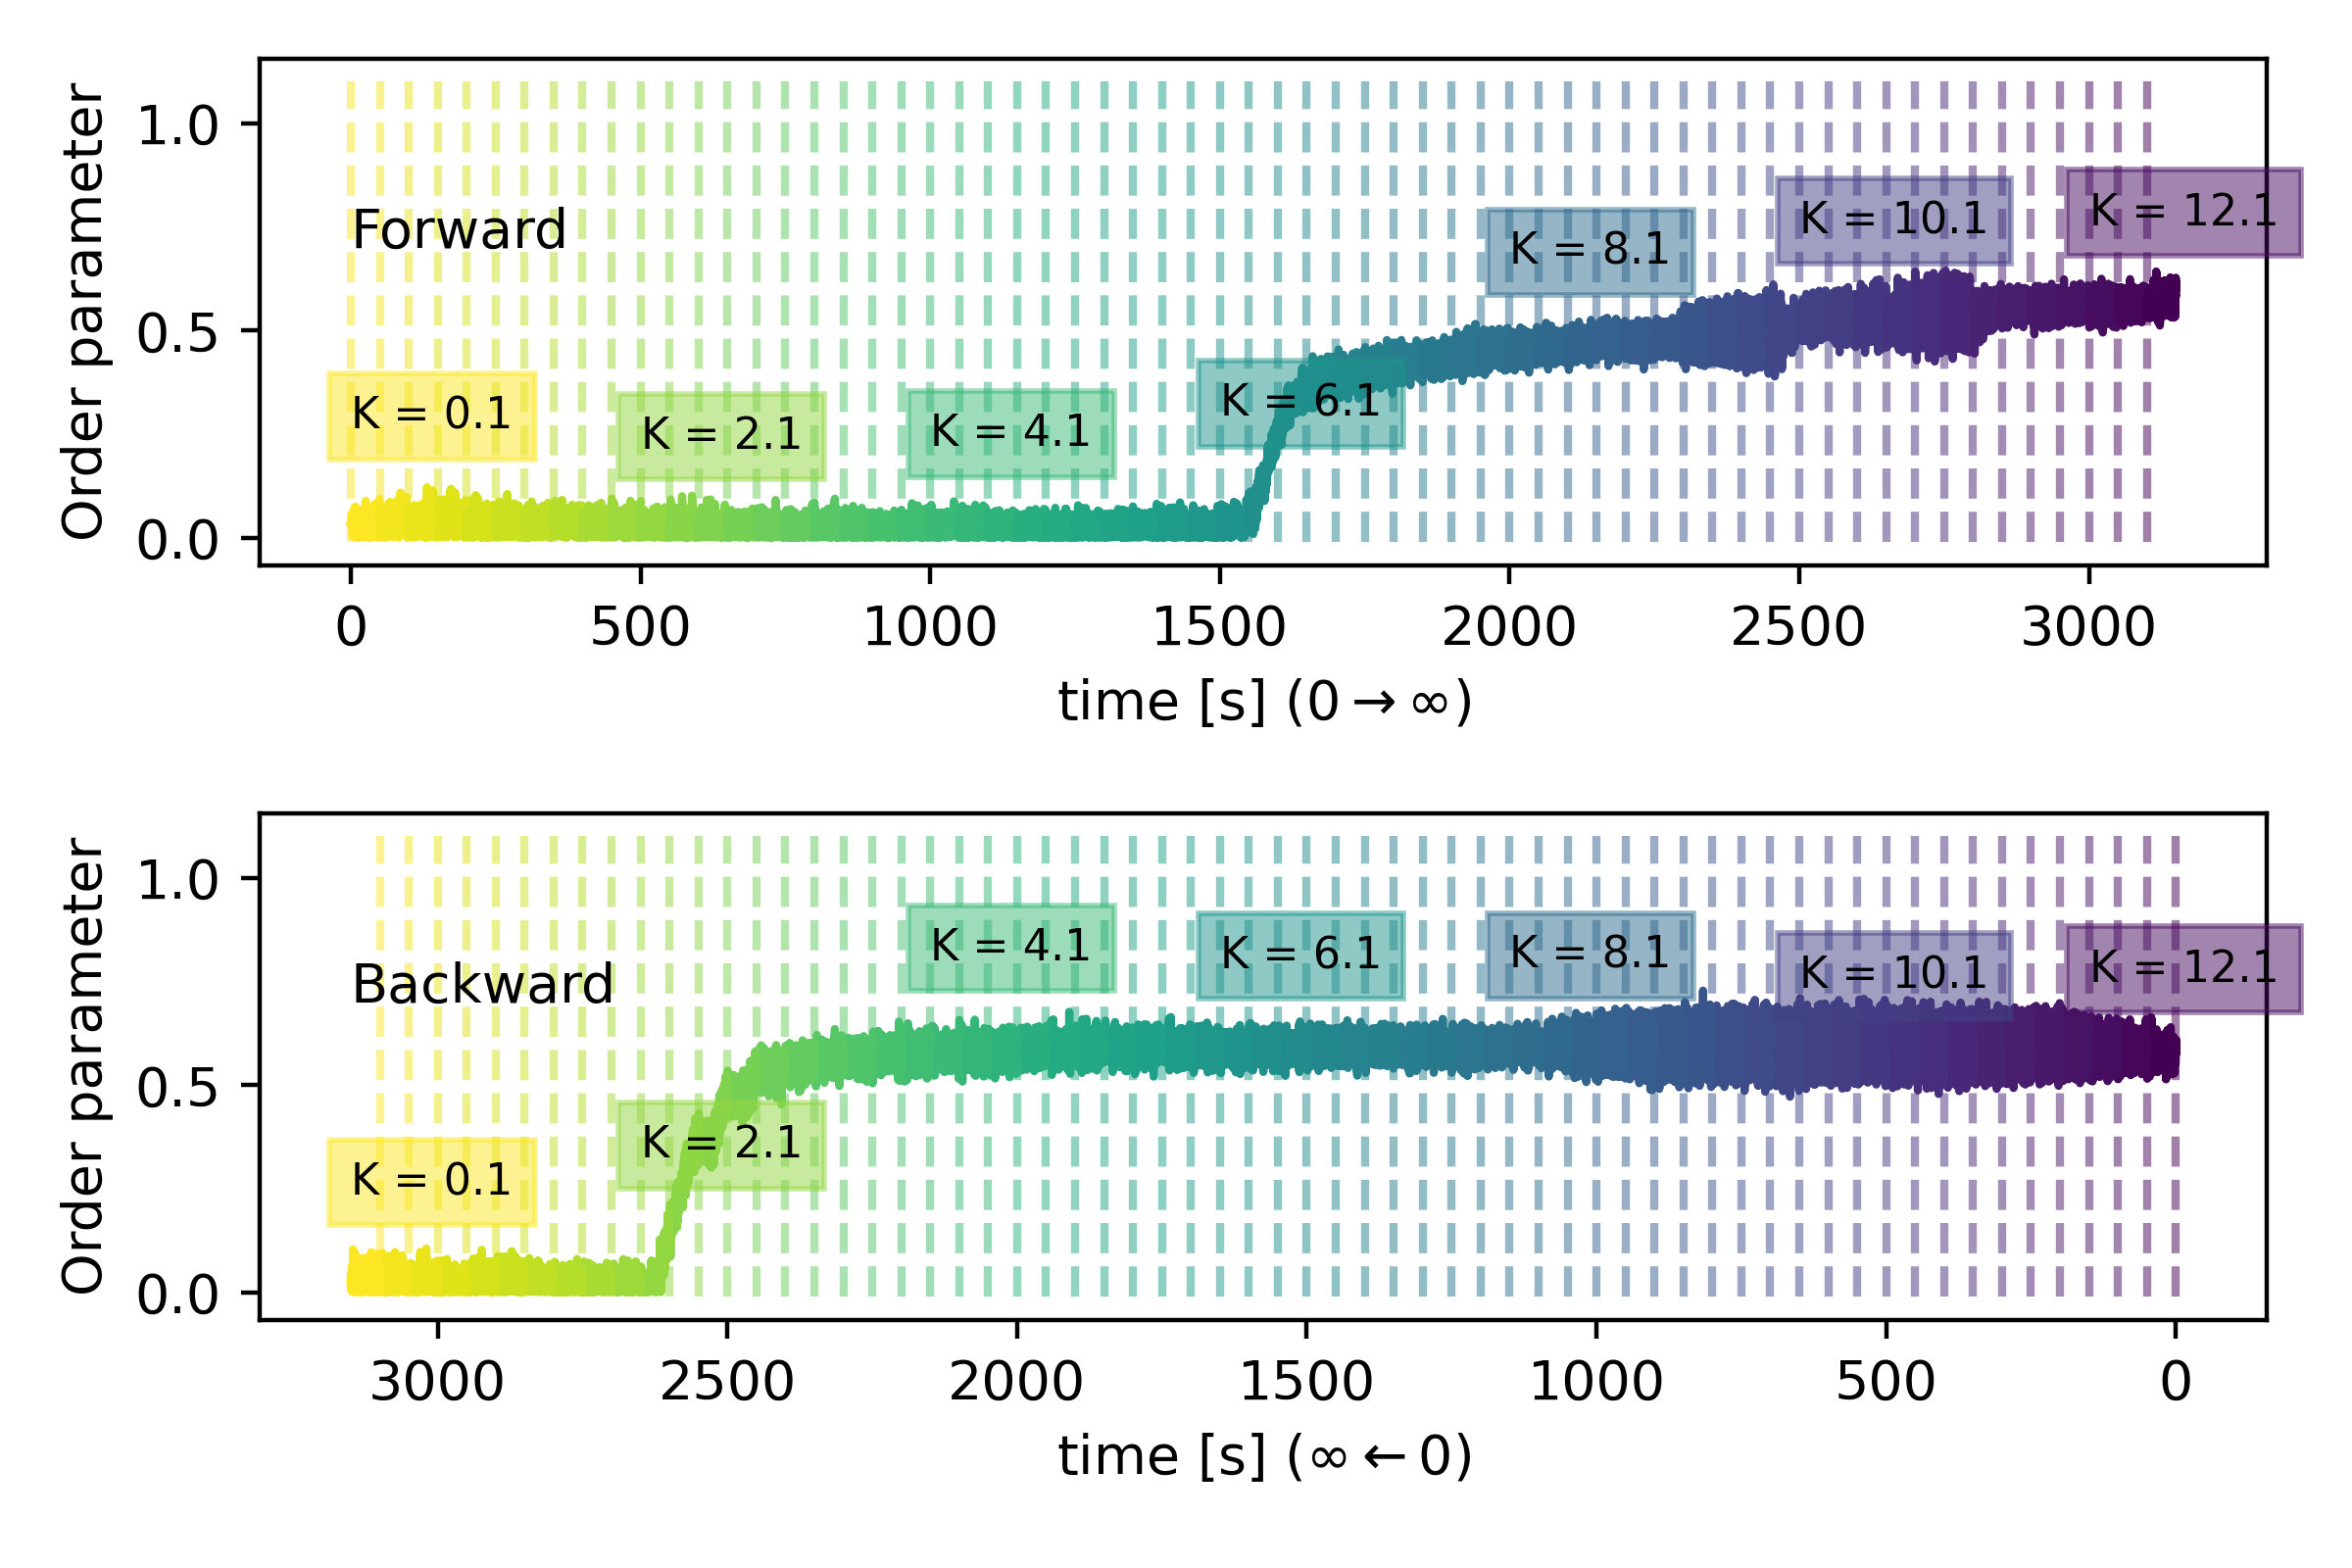 Order parameter
1.0
0.5
0.0
Forward
K = 0.1
K = 2.1
K = 4.1
K = 6.1
K = 8.1
K = 10.1
K = 12.1
0 500 1000 1500 2000 2500 3000
time [s] (0 → ∞)
Order parameter
1.0
0.5
0.0
Backward
K = 0.1
K = 2.1
K = 4.1
K = 6.1
K = 8.1
K = 10.1
K = 12.1
3000 2500 2000 1500 1000 500 0
time [s] (∞ ← 0)